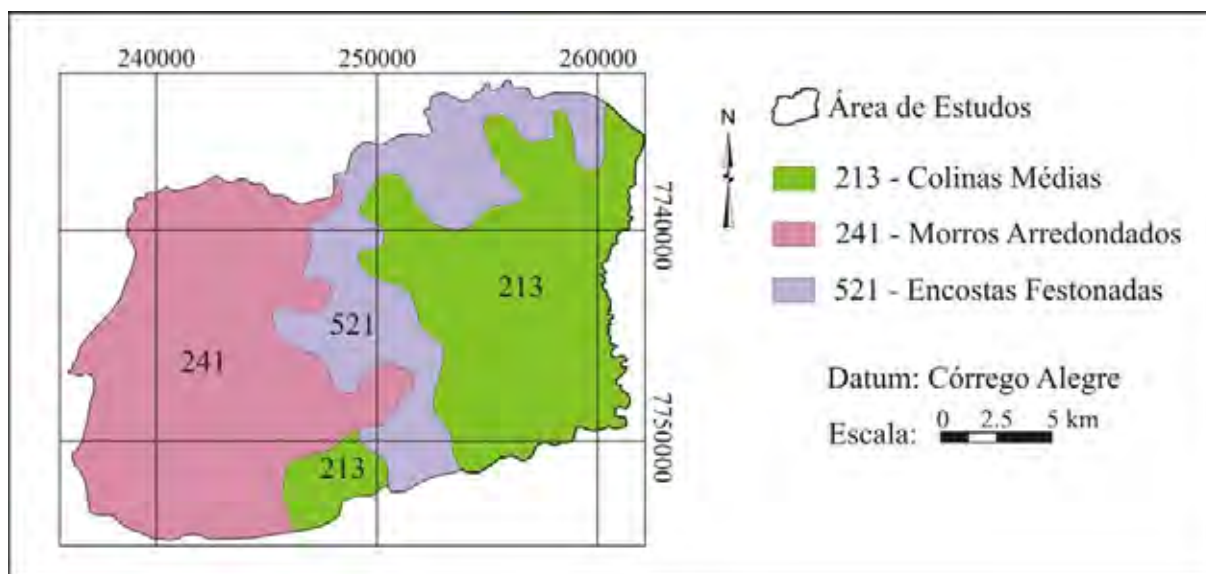 240000 250000 260000
7740000
7750000
213
521
241
213
N
Área de Estudos
213 - Colinas Médias
241 - Morros Arredondados
521 - Encostas Festonadas
Datum: Córrego Alegre
Escala: 0 2.5 5 km